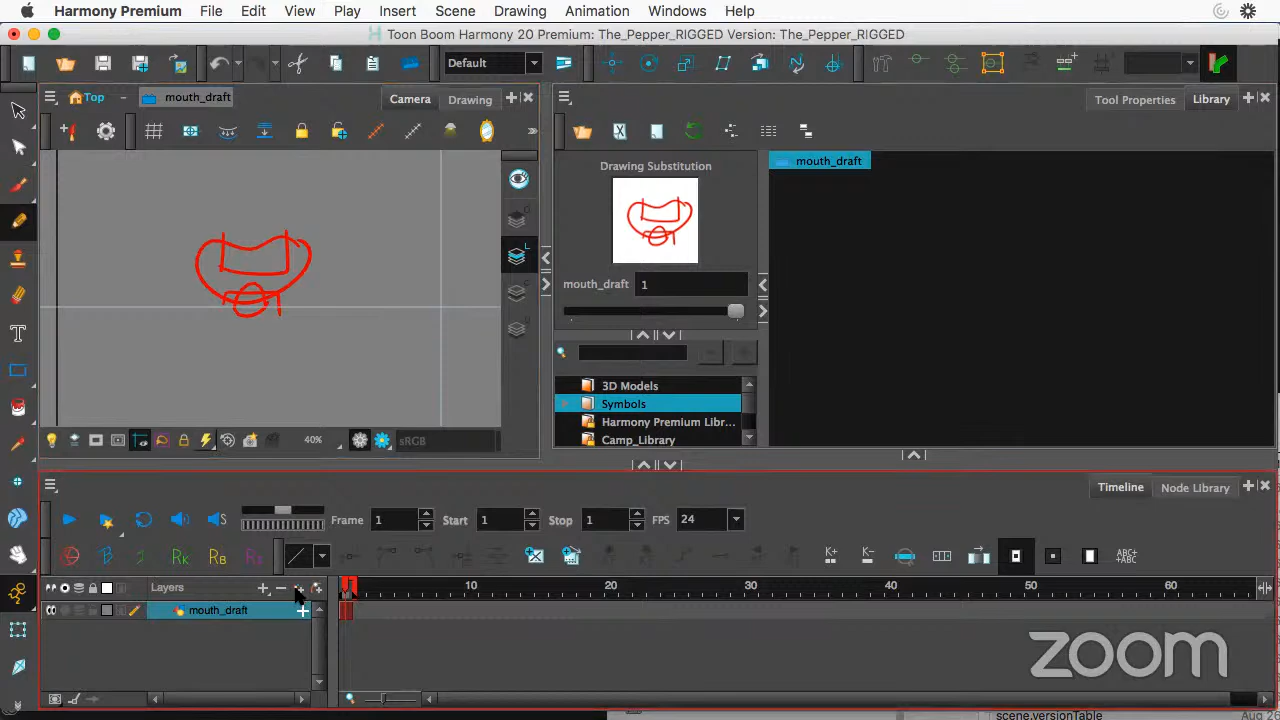 Harmony Premium File Edit View Play Insert Scene Drawing Animation Windows Help
Toon Boom Harmony 20 Premium: The_Pepper_RIGGED Version: The_Pepper_RIGGED
Default
Top mouth_draft Camera Drawing
Tool Properties Library
Drawing Substitution
mouth_draft 1
mouth_draft
3D Models
Symbols
Harmony Premium Libr...
Camp_Library
40% sRGB
Timeline Node Library
Frame 1 Start 1 Stop 1 FPS 24
Layers
10 20 30 40 50 60
mouth_draft
zoom
scene.versionTable Aug 26